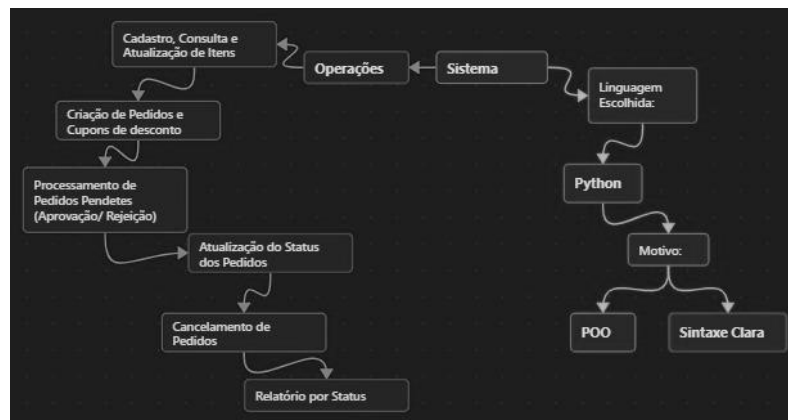 Cadastro, Consulta e
Atualização de Itens
Operações
Sistema
Linguagem
Escolhida:
Criação de Pedidos e
Cupons de desconto
Python
Processamento de
Pedidos Pendetes
(Aprovação/ Rejeição)
Atualização do Status
dos Pedidos
Motivo:
Cancelamento de
Pedidos
POO
Sintaxe Clara
Relatório por Status